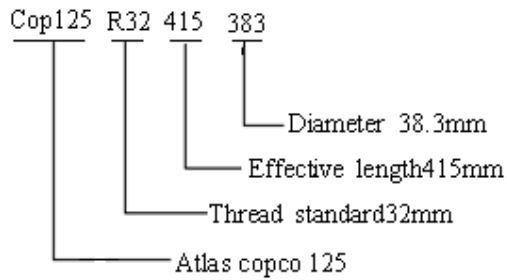 Cop125 R32 415 383
Diameter 38.3mm
Effective length415mm
Thread standard32mm
Atlas copco 125